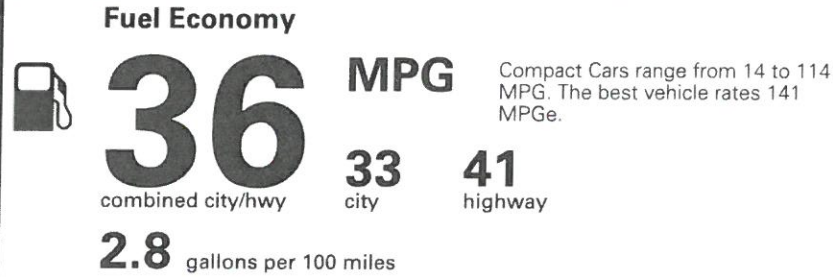 Fuel Economy
36 MPG
Compact Cars range from 14 to 114
MPG. The best vehicle rates 141
MPGe.
33 41
combined city/hwy city highway
2.8 gallons per 100 miles